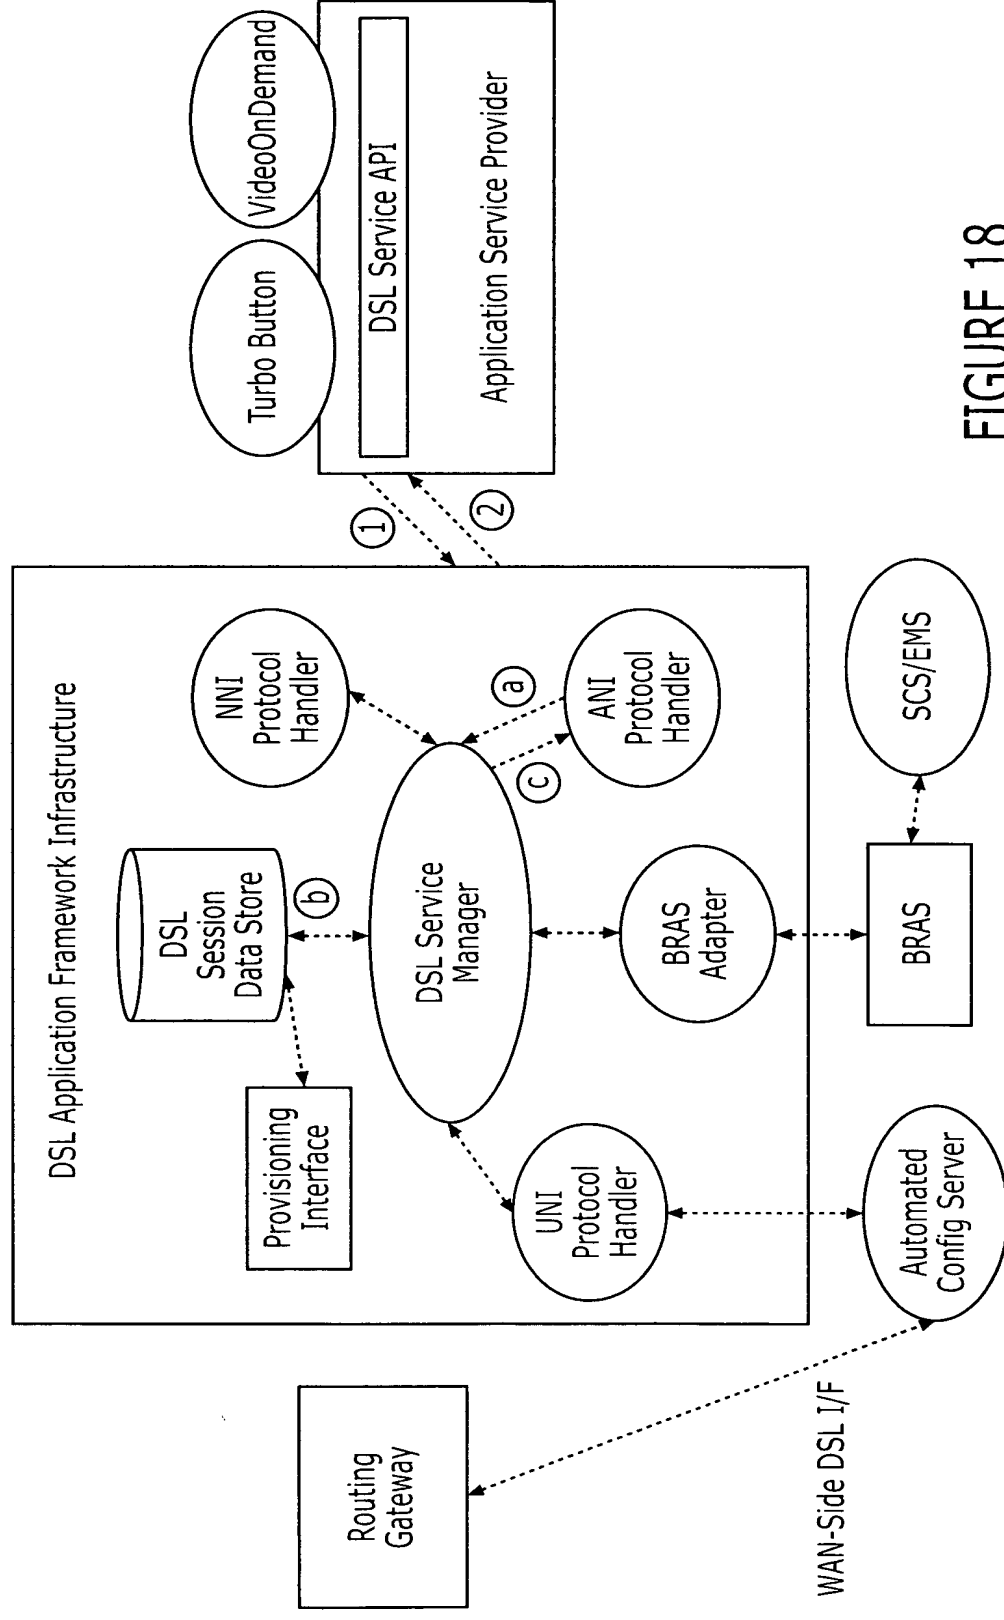 DSL Application Framework Infrastructure
Routing
Gateway
Provisioning
Interface
DSL
Session
Data Store
b
NNI
Protocol
Handler
DSL Service
Manager
a
c
UNI
Protocol
Handler
BRAS
Adapter
ANI
Protocol
Handler
1
2
Turbo Button
VideoOnDemand
DSL Service API
Application Service Provider
WAN-Side DSL I/F
Automated
Config Server
BRAS
SCS/EMS
FIGURE 18